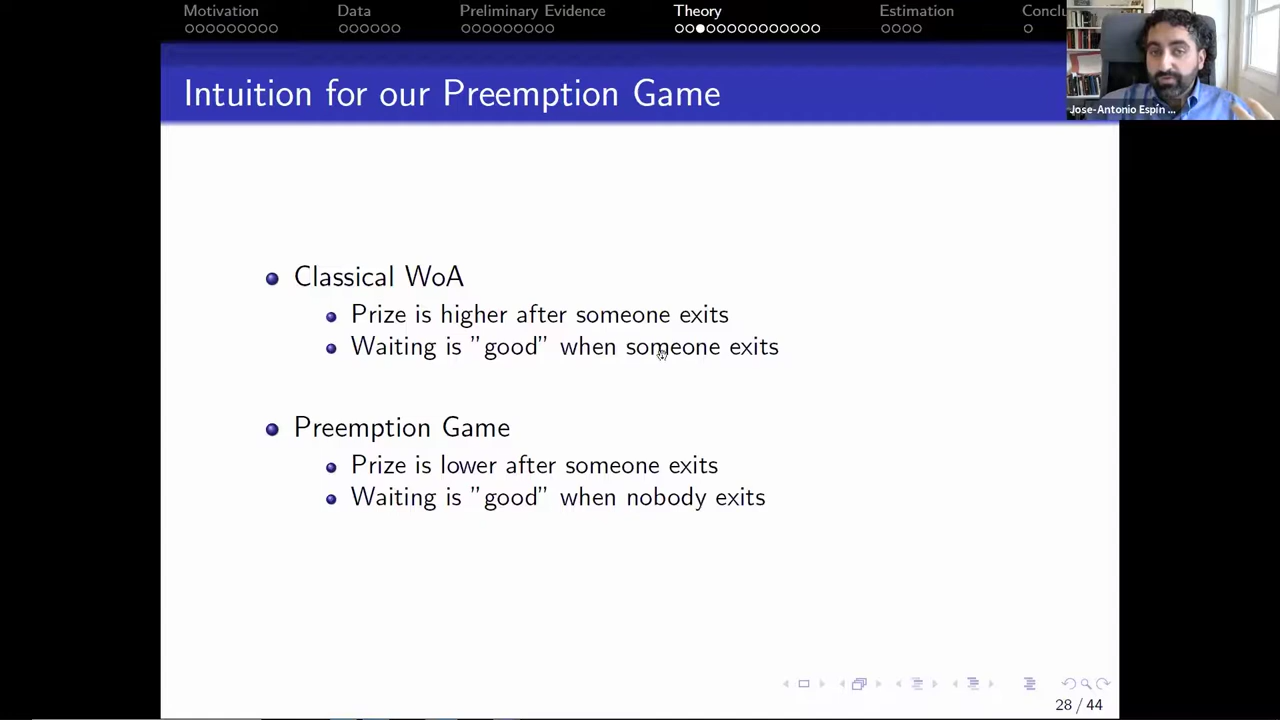 Motivation Data Preliminary Evidence Theory Estimation Conclu
Jose-Antonio Espín ...
Intuition for our Preemption Game
Classical WoA
Prize is higher after someone exits
Waiting is "good" when someone exits
Preemption Game
Prize is lower after someone exits
Waiting is "good" when nobody exits
28 / 44